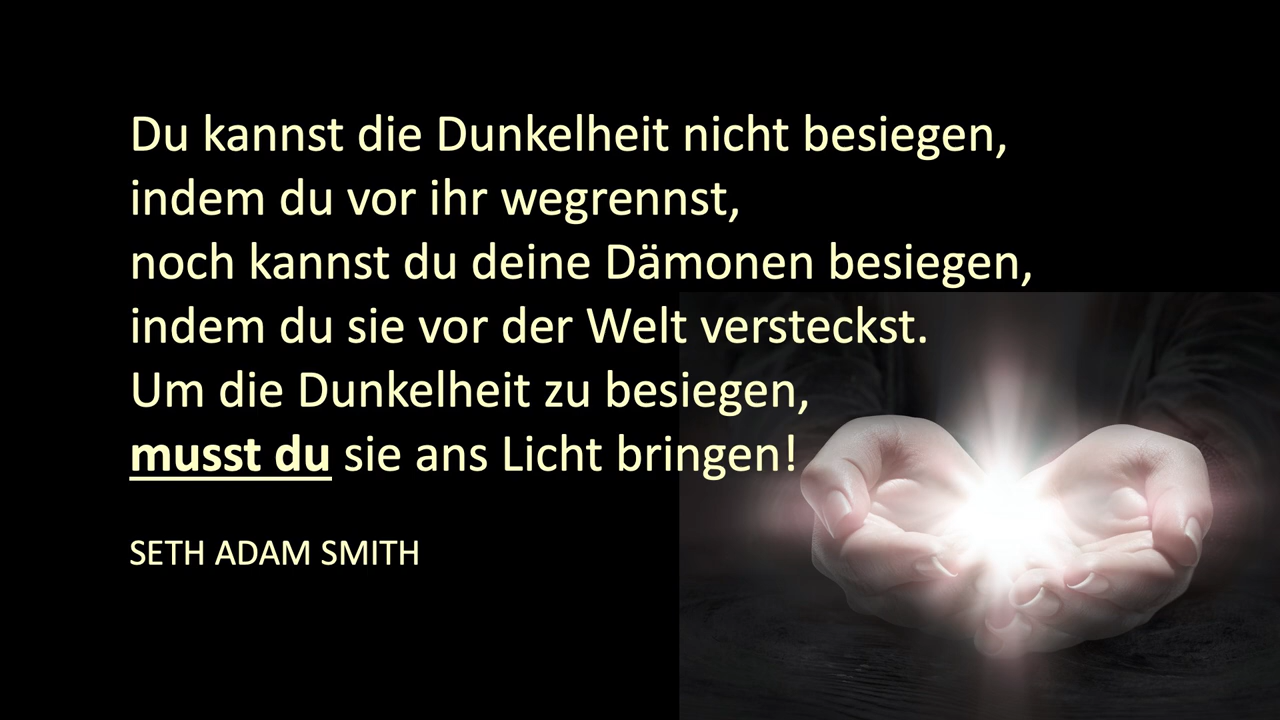 Du kannst die Dunkelheit nicht besiegen,
indem du vor ihr wegrennst,
noch kannst du deine Dämonen besiegen,
indem du sie vor der Welt versteckst.
Um die Dunkelheit zu besiegen,
musst du sie ans Licht bringen!
SETH ADAM SMITH